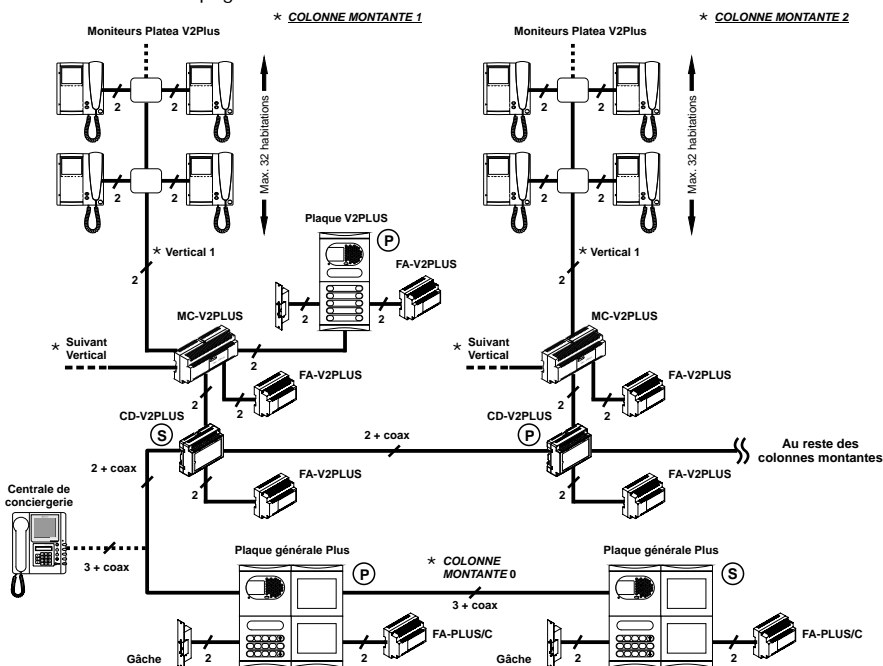 * COLONNE MONTANTE 1
* COLONNE MONTANTE 2
Moniteurs Platea V2Plus
Moniteurs Platea V2Plus
2
2
2
2
Max. 32 habitations
2
2
2
2
Max. 32 habitations
Plaque V2PLUS
P
* Vertical 1
2
FA-V2PLUS
2
2
* Vertical 1
2
MC-V2PLUS
MC-V2PLUS
* Suivant
Vertical
2
* Suivant
Vertical
FA-V2PLUS
2
2
FA-V2PLUS
2
2
CD-V2PLUS
S
CD-V2PLUS
P
2 + coax
Au reste des
colonnes montantes
2 + coax
FA-V2PLUS
2
FA-V2PLUS
2
Centrale de
conciergerie
3 + coax
Plaque générale Plus
P
* COLONNE
MONTANTE 0
3 + coax
Plaque générale Plus
S
FA-PLUS/C
FA-PLUS/C
Gâche
2
2
Gâche
2
2